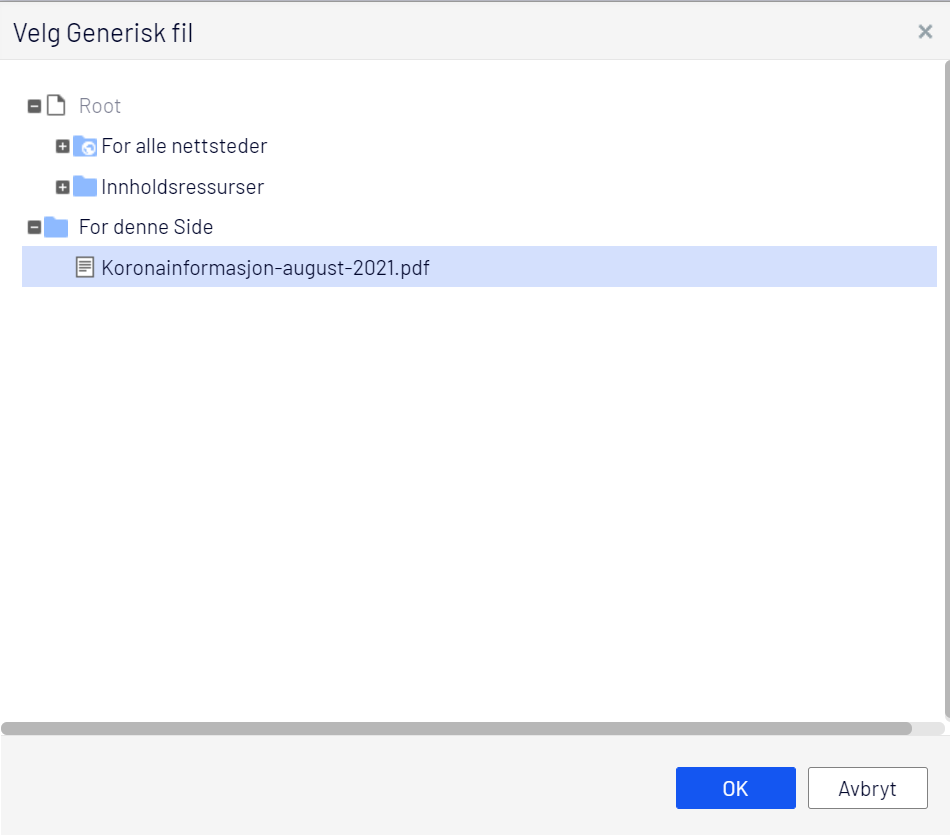 Velg Generisk fil
Root
For alle nettsteder
Innholdsressurser
For denne Side
Koronainformasjon-august-2021.pdf
OK
Avbryt